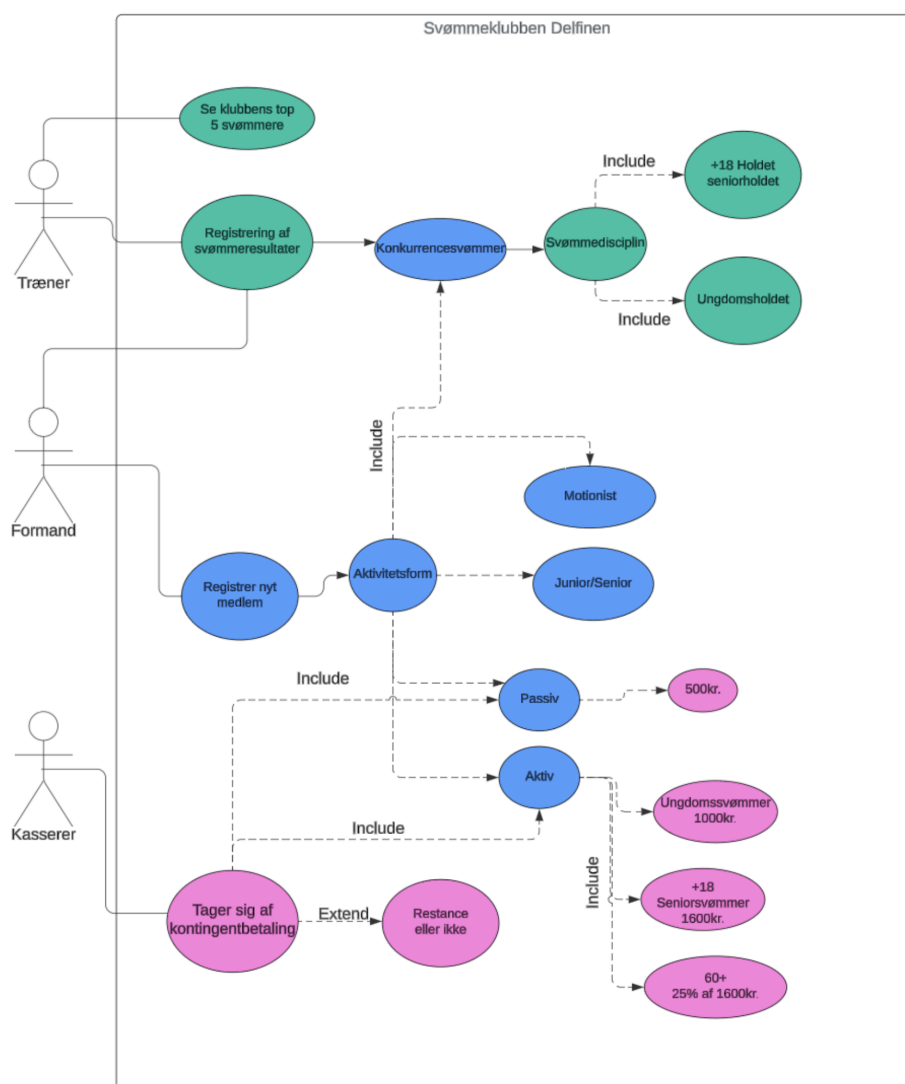 Svømmeklubben Delfinen
Se klubbens top
5 svømmere
Træner
Registrering af
svømmeresultater
Konkurrencesvømmer
Svømmedisciplin
Include
+18 Holdet
seniorholdet
Include
Ungdomsholdet
Formand
Include
Motionist
Registrer nyt
medlem
Aktivitetsform
Junior/Senior
Include
Passiv
500kr.
Kasserer
Aktiv
Include
Include
Ungdomssvømmer
1000kr.
+18
Seniorsvømmer
1600kr.
60+
25% af 1600kr.
Tager sig af
kontingentbetaling
Extend
Restance
eller ikke